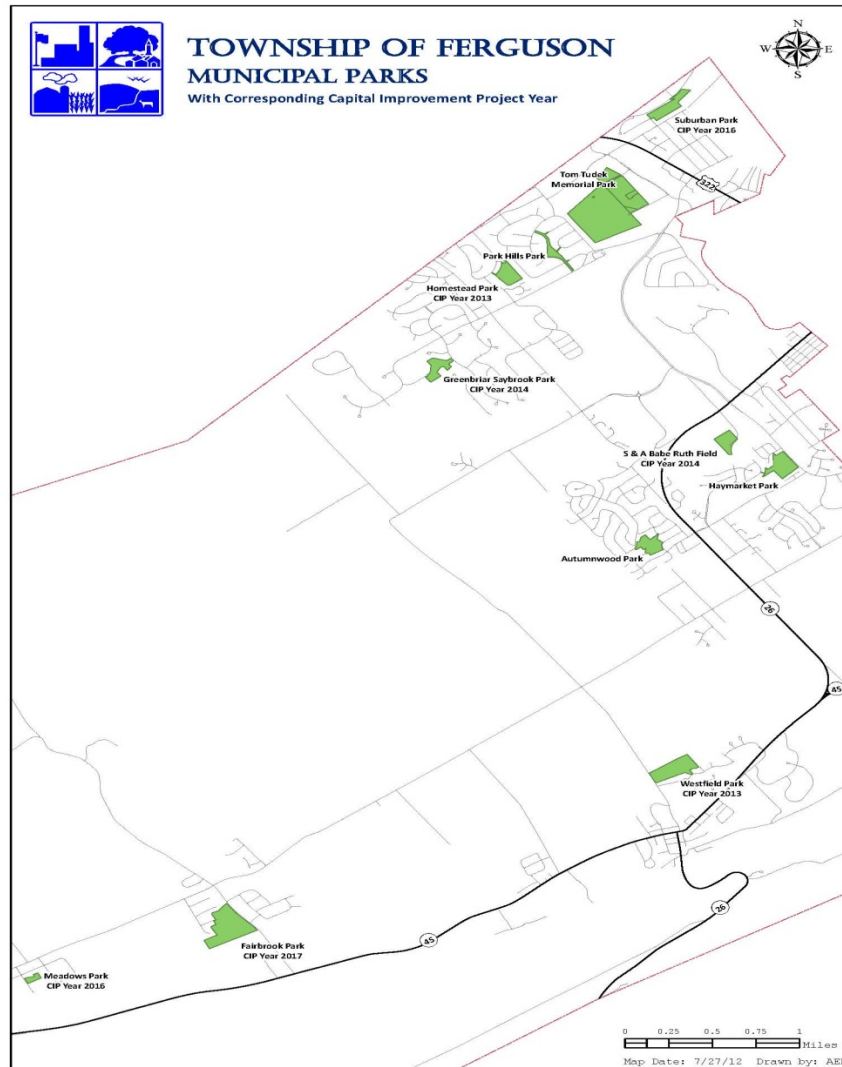 TOWNSHIP OF FERGUSON
MUNICIPAL PARKS
With Corresponding Capital Improvement Project Year
N
W E
S
Suburban Park
CIP Year 2016
322
Tom Tudek
Memorial Park
Park Hills Park
Homestead Park
CIP Year 2013
Greenbriar Saybrook Park
CIP Year 2014
S & A Babe Ruth Field
CIP Year 2014
Haymarket Park
Autumnwood Park
26
45
Westfield Park
CIP Year 2013
26
45
Fairbrook Park
CIP Year 2017
Meadows Park
CIP Year 2016
0 0.25 0.5 0.75 1
Miles
Map Date: 7/27/12 Drawn by: